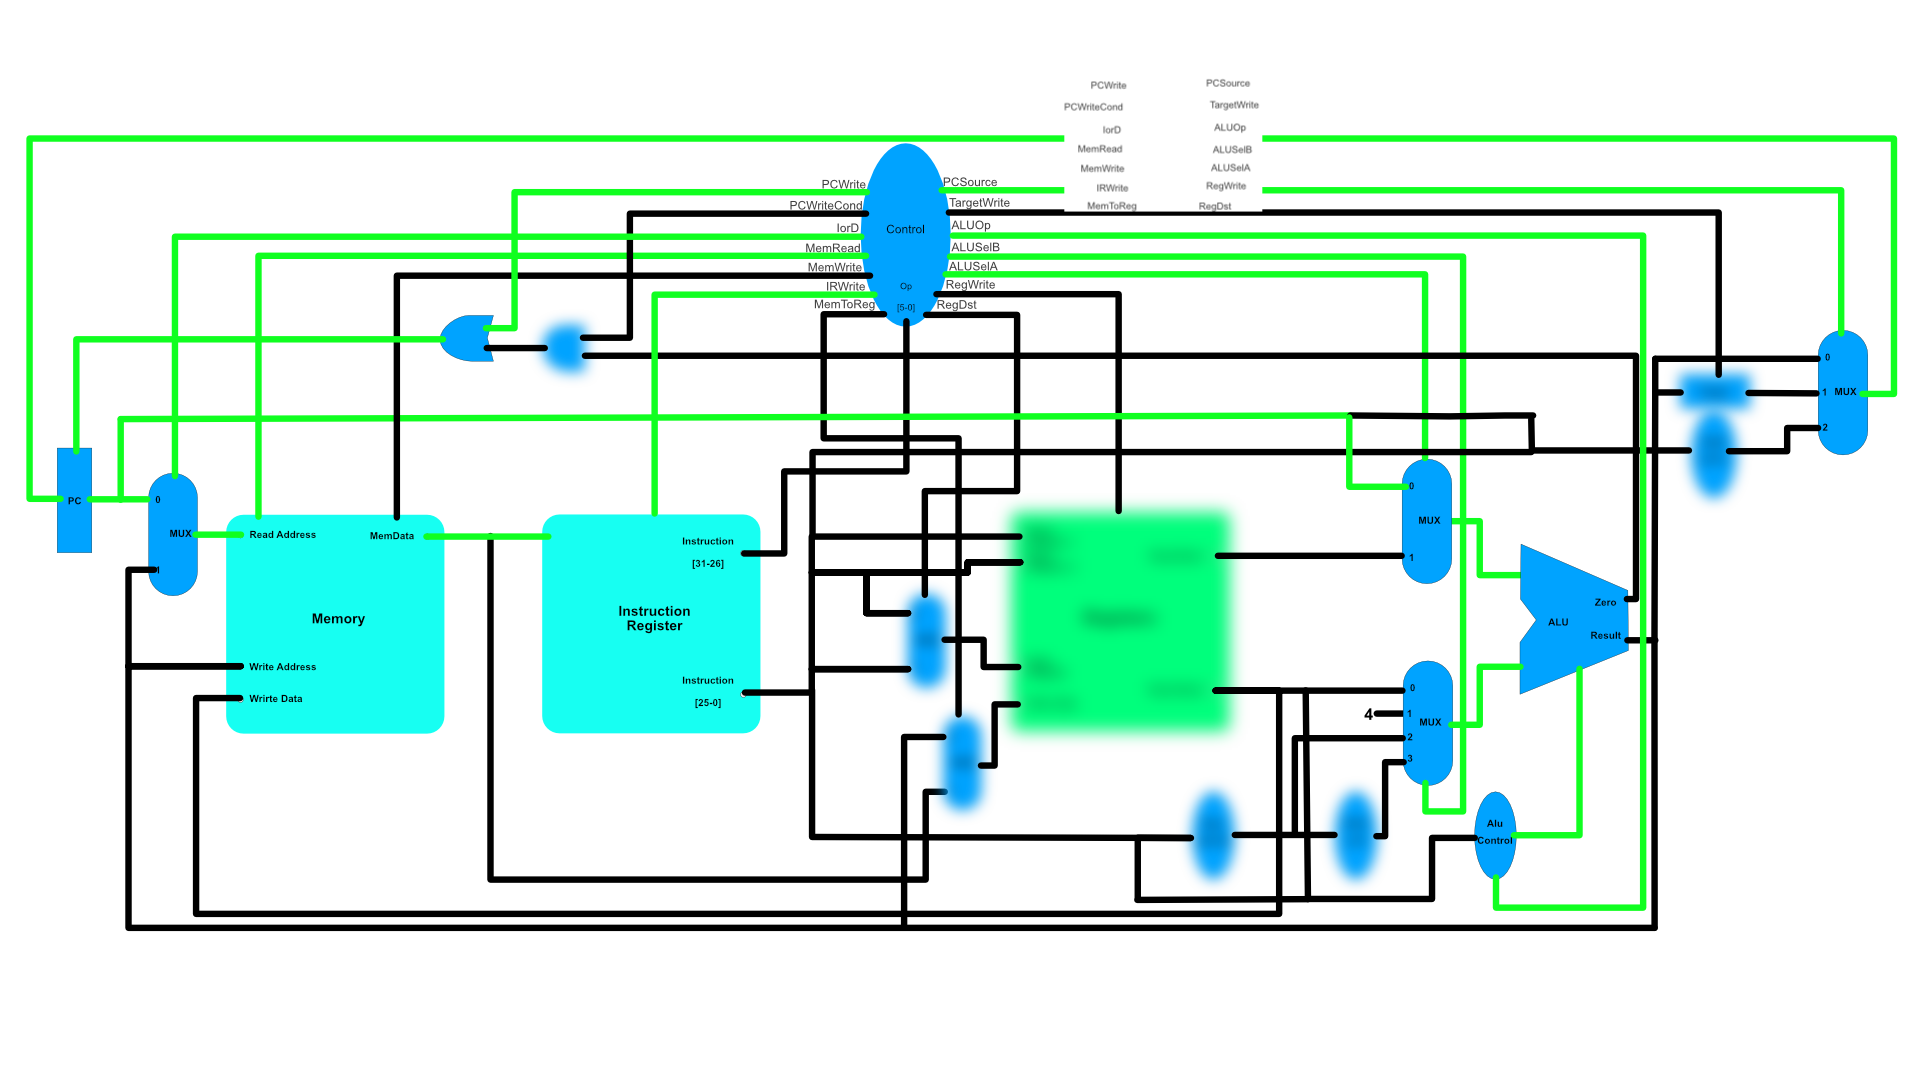 PCWrite PCSource
PCWriteCond TargetWrite
IorD ALUOp
MemRead ALUSelB
MemWrite ALUSelA
IRWrite RegWrite
MemToReg RegDst
PCWrite PCSource
PCWriteCond TargetWrite
IorD Control ALUOp
MemRead ALUSelB
MemWrite ALUSelA
IRWrite Op RegWrite
MemToReg [5-0] RegDst
0
1 MUX
2
PC
0
MUX
1
Read Address MemData
Memory
Write Address
Wrirte Data
Instruction
[31-26]
Instruction
Register
Instruction
[25-0]
0
MUX
1
Zero
ALU
Result
0
4 1
MUX
2
3
Alu
Control